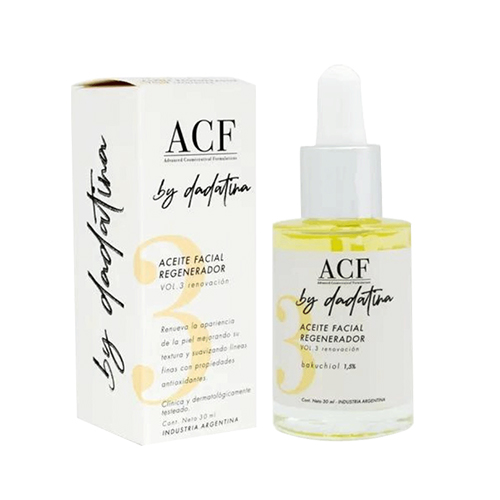 by dadatina
ACF
Advanced Cosmeceutical Formulations
by dadatina
3
ACEITE FACIAL
REGENERADOR
VOL.3 renovación
Renueva la apariencia
de la piel mejorando su
textura y suavizando líneas
finas con propiedades
antioxidantes.
Clínica y dermatológicamente
testeado.
Cont. Neto 30 ml
INDUSTRIA ARGENTINA
ACF
Advanced Cosmeceutical Formulations
by dadatina
3
ACEITE FACIAL
REGENERADOR
VOL.3 renovación
bakuchiol 1,5%
Cont. Neto 30 ml - INDUSTRIA ARGENTINA